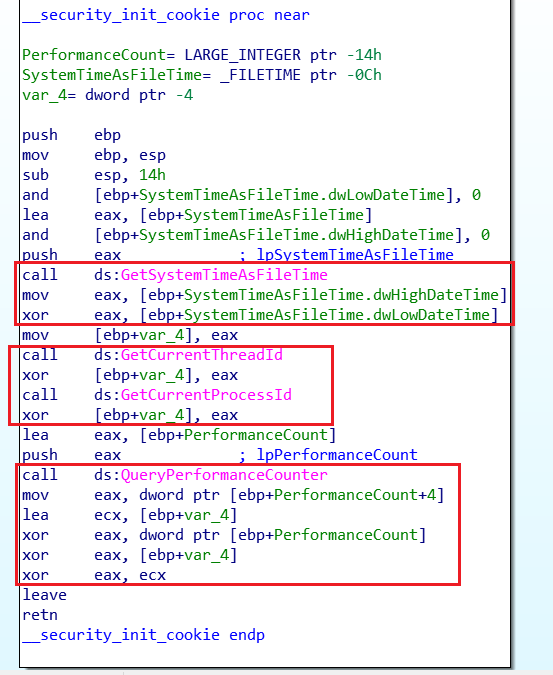 __security_init_cookie proc near
PerformanceCount= LARGE_INTEGER ptr -14h
SystemTimeAsFileTime= _FILETIME ptr -0Ch
var_4= dword ptr -4
push    ebp
mov     ebp, esp
sub     esp, 14h
and     [ebp+SystemTimeAsFileTime.dwLowDateTime], 0
lea     eax, [ebp+SystemTimeAsFileTime]
and     [ebp+SystemTimeAsFileTime.dwHighDateTime], 0
push    eax             ; lpSystemTimeAsFileTime
call    ds:GetSystemTimeAsFileTime
mov     eax, [ebp+SystemTimeAsFileTime.dwHighDateTime]
xor     eax, [ebp+SystemTimeAsFileTime.dwLowDateTime]
mov     [ebp+var_4], eax
call    ds:GetCurrentThreadId
xor     [ebp+var_4], eax
call    ds:GetCurrentProcessId
xor     [ebp+var_4], eax
lea     eax, [ebp+PerformanceCount]
push    eax             ; lpPerformanceCount
call    ds:QueryPerformanceCounter
mov     eax, dword ptr [ebp+PerformanceCount+4]
lea     ecx, [ebp+var_4]
xor     eax, dword ptr [ebp+PerformanceCount]
xor     eax, [ebp+var_4]
xor     eax, ecx
leave
retn
__security_init_cookie endp